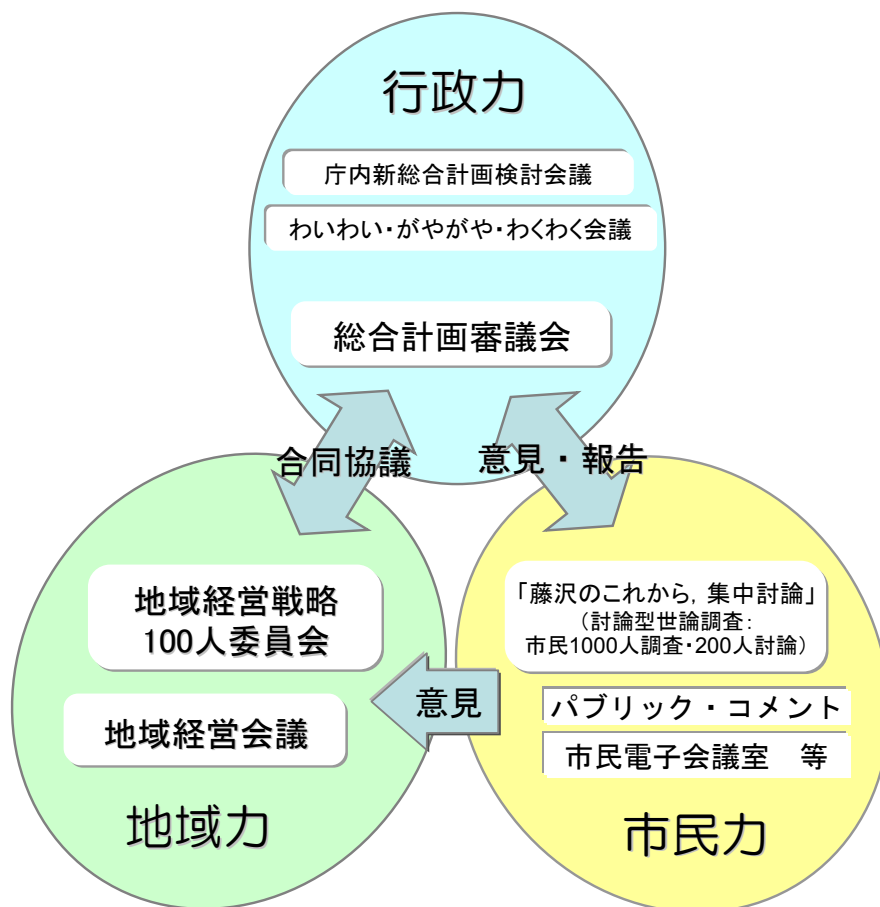 行政力
庁内新総合計画検討会議
わいわい・がやがや・わくわく会議
総合計画審議会
合同協議
意見・報告
地域経営戦略
100人委員会
地域経営会議
地域力
意見
「藤沢のこれから，集中討論」
（討論型世論調査：
市民1000人調査・200人討論）
パブリック・コメント
市民電子会議室　等
市民力